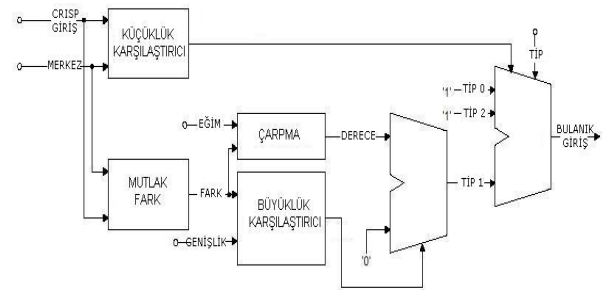 CRISP
GİRİŞ
KÜÇÜKLÜK
KARŞILAŞTIRICI
MERKEZ
TİP
'1' TİP 0
'1' TİP 2
BULANIK
GİRİŞ
EĞİM
ÇARPMA
DERECE
MUTLAK
FARK
FARK
BÜYÜKLÜK
KARŞILAŞTIRICI
TİP 1
GENİŞLİK
'0'